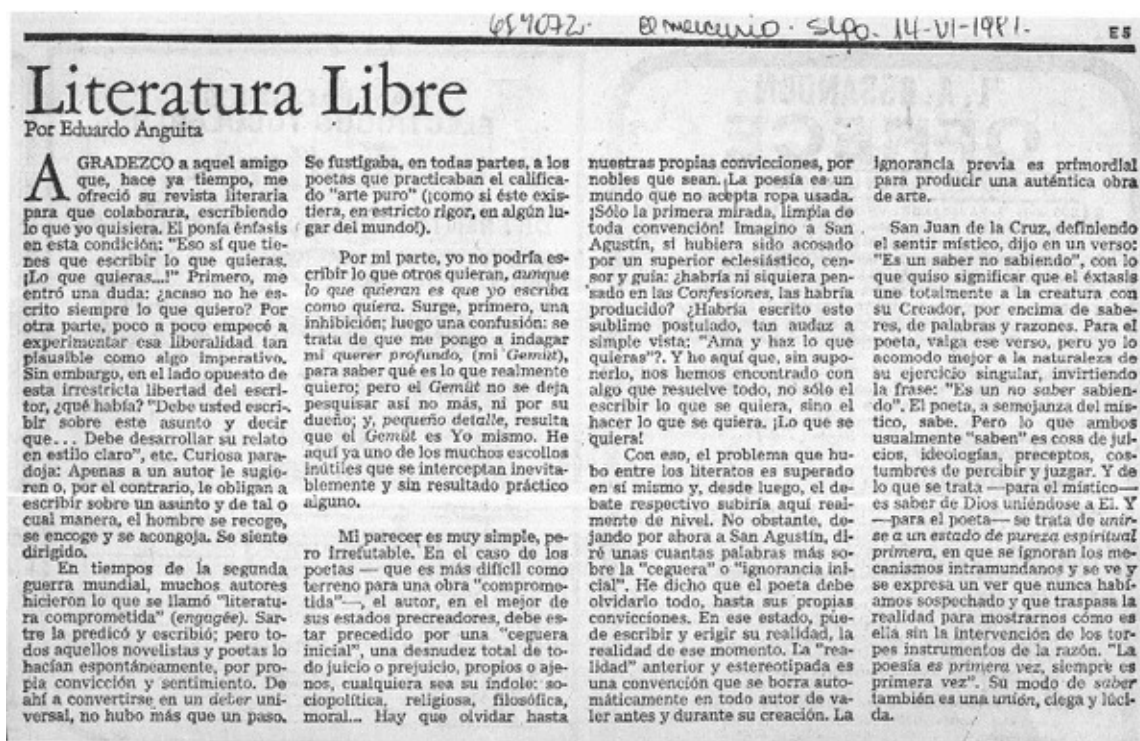 659072. El mercurio. Stgo. 14-VI-1981.
E5
Literatura Libre
Por Eduardo Anguita
AGRADEZCO a aquel amigo
que, hace ya tiempo, me
ofreció su revista literaria
para que colaborara, escribiendo
lo que yo quisiera. El ponía énfasis
en esta condición: "Eso sí que tie-
nes que escribir lo que quieras.
¡Lo que quieras...!" Primero, me
entró una duda: ¿acaso no he es-
crito siempre lo que quiero? Por
otra parte, poco a poco empecé a
experimentar esa liberalidad tan
plausible como algo imperativo.
Sin embargo, en el lado opuesto de
esta irrestricta libertad del escri-
tor, ¿qué había? "Debe usted escri-
bir sobre este asunto y decir
que... Debe desarrollar su relato
en estilo claro", etc. Curiosa para-
doja: Apenas a un autor le sugie-
ren o, por el contrario, le obligan a
escribir sobre un asunto y de tal o
cual manera, el hombre se recoge,
se encoge y se acongoja. Se siente
dirigido.
En tiempos de la segunda
guerra mundial, muchos autores
hicieron lo que se llamó "literatu-
ra comprometida" (engagée). Sar-
tre la predicó y escribió; pero to-
dos aquellos novelistas y poetas lo
hacían espontáneamente, por pro-
pia convicción y sentimiento. De
ahí a convertirse en un deber uni-
versal, no hubo más que un paso.
Se fustigaba, en todas partes, a los
poetas que practicaban el califica-
do "arte puro" (¡como si éste exis-
tiera, en estricto rigor, en algún lu-
gar del mundo!).
Por mi parte, yo no podría es-
cribir lo que otros quieran, aunque
lo que quieran es que yo escriba
como quiera. Surge, primero, una
inhibición; luego una confusión: se
trata de que me pongo a indagar
mi querer profundo, (mi Gemüt),
para saber qué es lo que realmente
quiero; pero el Gemüt no se deja
pesquisar así no más, ni por su
dueño; y, pequeño detalle, resulta
que el Gemüt es Yo mismo. He
aquí ya uno de los muchos escollos
inútiles que se interceptan inevita-
blemente y sin resultado práctico
alguno.
Mi parecer es muy simple, pe-
ro irrefutable. En el caso de los
poetas — que es más difícil como
terreno para una obra "comprome-
tida"—, el autor, en el mejor de
sus estados precreadores, debe es-
tar precedido por una "ceguera
inicial", una desnudez total de to-
do juicio o prejuicio, propios o aje-
nos, cualquiera sea su índole: so-
ciopolítica, religiosa, filosófica,
moral... Hay que olvidar hasta
nuestras propias convicciones, por
nobles que sean. ¡La poesía es un
mundo que no acepta ropa usada.
¡Sólo la primera mirada, limpia de
toda convención! Imagino a San
Agustín, si hubiera sido acosado
por un superior eclesiástico, cen-
sor y guía: ¿habría ni siquiera pen-
sado en las Confesiones, las habría
producido? ¿Habría escrito este
sublime postulado, tan audaz a
simple vista: "Ama y haz lo que
quieras"?. Y he aquí que, sin supo-
nerlo, nos hemos encontrado con
algo que resuelve todo, no sólo el
escribir lo que se quiera, sino el
hacer lo que se quiera. ¡Lo que se
quiera!
Con eso, el problema que hu-
bo entre los literatos es superado
en sí mismo y, desde luego, el de-
bate respectivo subiría aquí real-
mente de nivel. No obstante, de-
jando por ahora a San Agustín, di-
ré unas cuantas palabras más so-
bre la "ceguera" o "ignorancia ini-
cial". He dicho que el poeta debe
olvidarlo todo, hasta sus propias
convicciones. En ese estado, pue-
de escribir y erigir su realidad, la
realidad de ese momento. La "rea-
lidad" anterior y estereotipada es
una convención que se borra auto-
máticamente en todo autor de va-
ler antes y durante su creación. La
ignorancia previa es primordial
para producir una auténtica obra
de arte.
San Juan de la Cruz, definiendo
el sentir místico, dijo en un verso:
"Es un saber no sabiendo", con lo
que quiso significar que el éxtasis
une totalmente a la creatura con
su Creador, por encima de sabe-
res, de palabras y razones. Para el
poeta, valga ese verso, pero yo lo
acomodo mejor a la naturaleza de
su ejercicio singular, invirtiendo
la frase: "Es un no saber sabien-
do". El poeta, a semejanza del mís-
tico, sabe. Pero lo que ambos
usualmente "saben" es cosa de jui-
cios, ideologías, preceptos, cos-
tumbres de percibir y juzgar. Y de
lo que se trata —para el místico—
es saber de Dios uniéndose a El. Y
—para el poeta— se trata de unir-
se a un estado de pureza espiritual
primera, en que se ignoran los me-
canismos intramundanos y se ve y
se expresa un ver que nunca habí-
amos sospechado y que traspasa la
realidad para mostrarnos cómo es
ella sin la intervención de los tor-
pes instrumentos de la razón. "La
poesía es primera vez, siempre es
primera vez". Su modo de saber
también es una unión, ciega y lúci-
da.